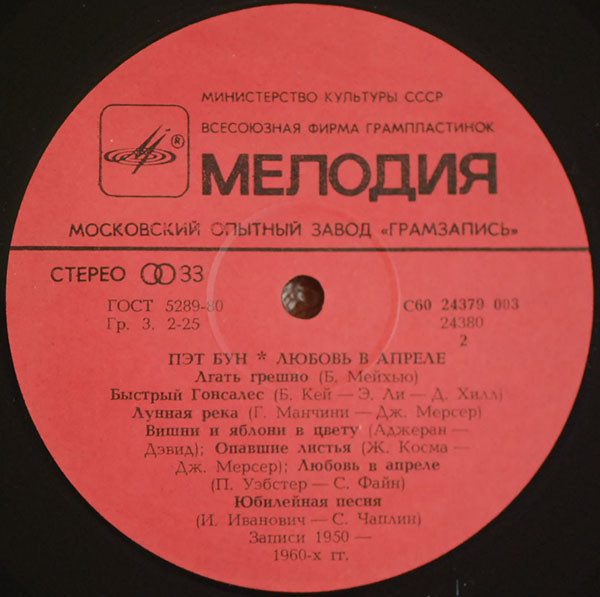 МИНИСТЕРСТВО КУЛЬТУРЫ СССР
ВСЕСОЮЗНАЯ ФИРМА ГРАМПЛАСТИНОК
®
МЕЛОДИЯ
МОСКОВСКИЙ ОПЫТНЫЙ ЗАВОД «ГРАМЗАПИСЬ»
СТЕРЕО 33
ГОСТ 5289-80
Гр. 3. 2-25
С60 24379 003
24380
2
ПЭТ БУН * ЛЮБОВЬ В АПРЕЛЕ
Лгать грешно (Б. Мейхью)
Быстрый Гонсалес (Б. Кей — Э. Ли — Д. Хилл)
Лунная река (Г. Манчини — Дж. Мерсер)
Вишни и яблони в цвету (Аджеран —
Дэвид); Опавшие листья (Ж. Косма —
Дж. Мерсер); Любовь в апреле
(П. Уэбстер — С. Файн)
Юбилейная песня
(И. Иванович — С. Чаплин)
Записи 1950 —
1960-х гг.